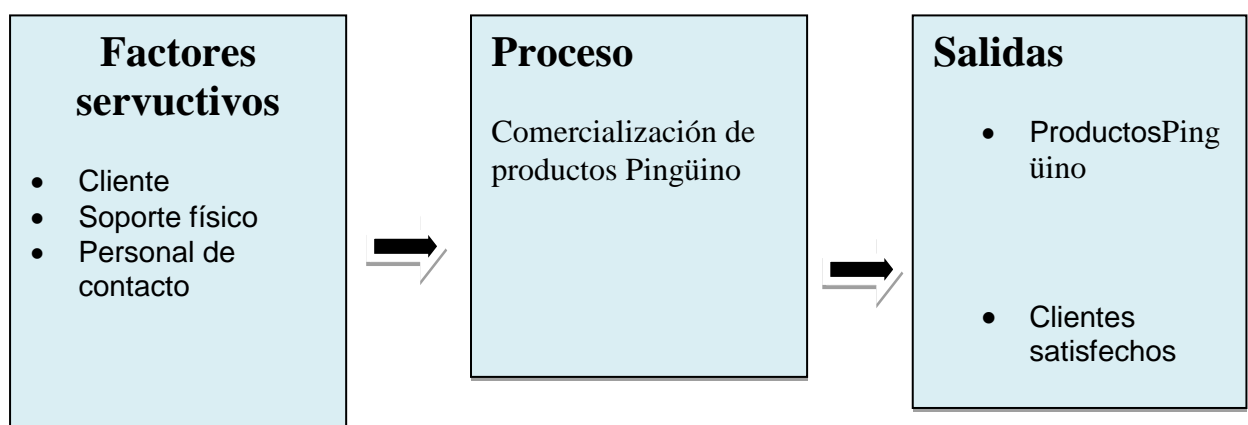 Factores
servuctivos
• Cliente
• Soporte físico
• Personal de
contacto
Proceso
Comercialización de
productos Pingüino
Salidas
• ProductosPing
üino
• Clientes
satisfechos